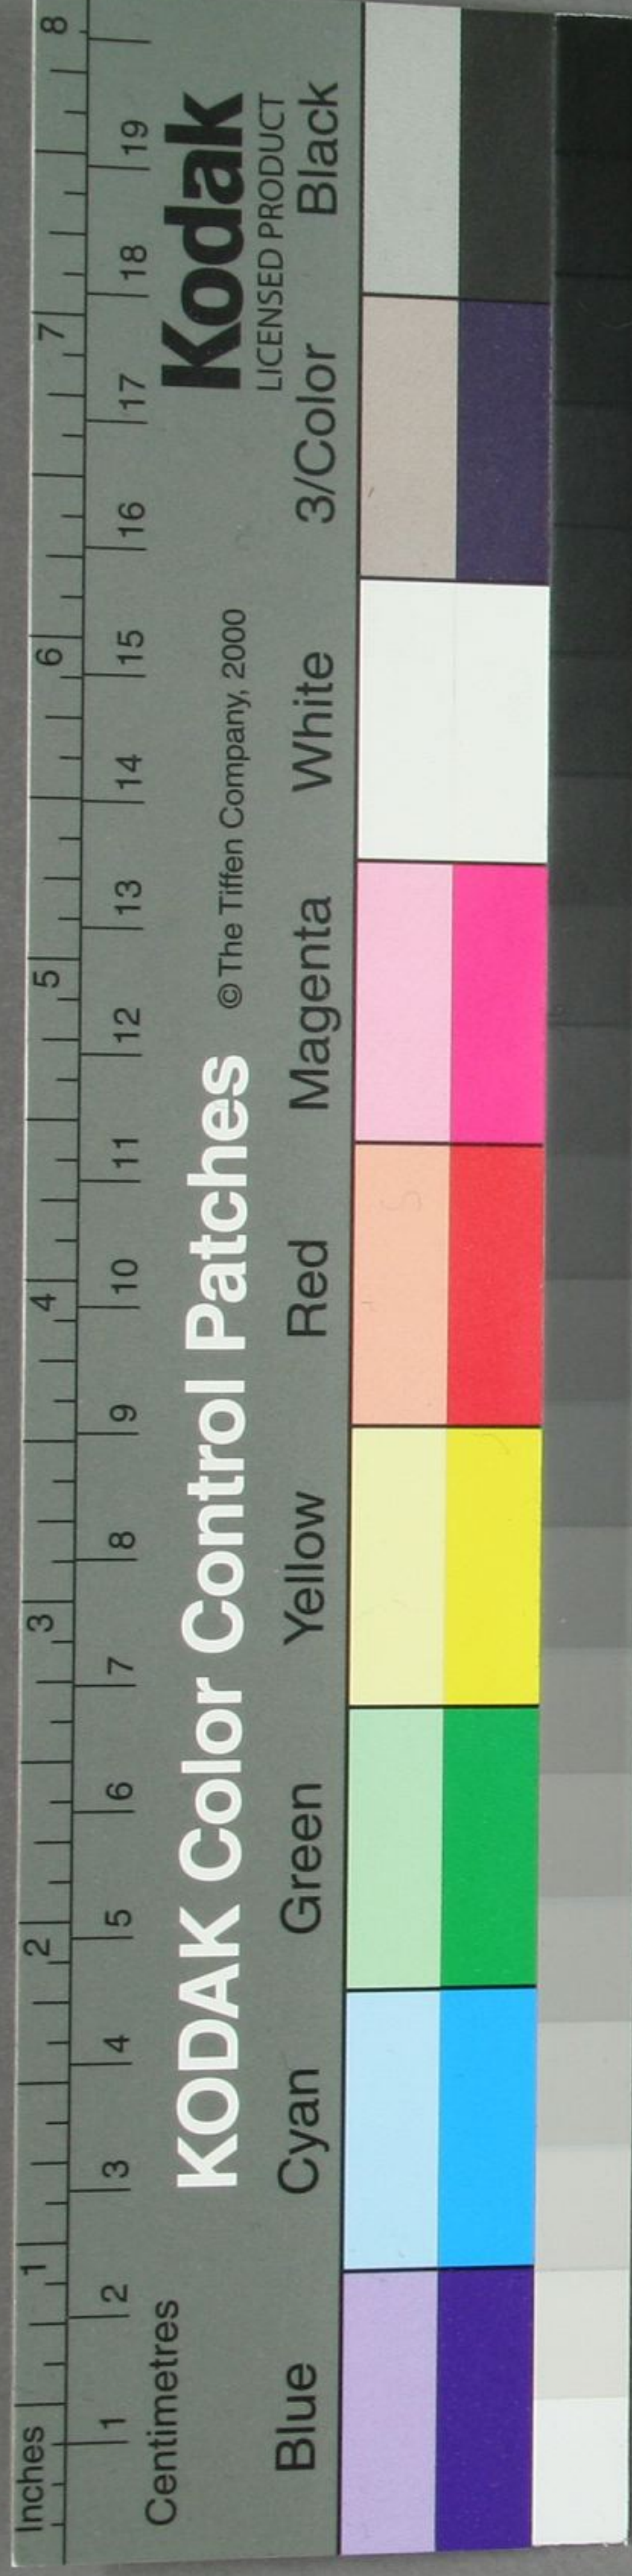 Inches 1 2 3 4 5 6 7 8
Centimetres 1 2 3 4 5 6 7 8 9 10 11 12 13 14 15 16 17 18 19
KODAK Color Control Patches © The Tiffen Company, 2000 Kodak
LICENSED PRODUCT
Blue Cyan Green Yellow Red Magenta White 3/Color Black